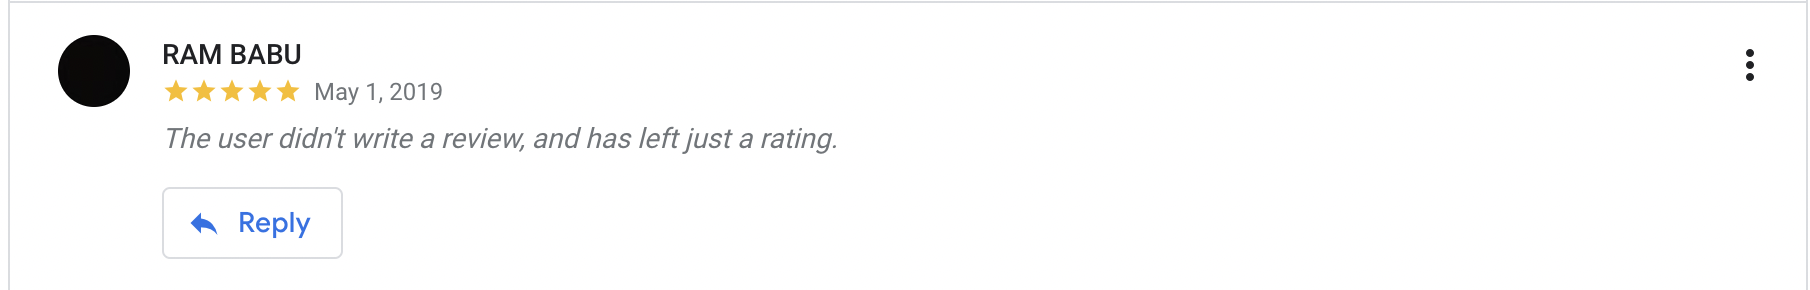 RAM BABU
May 1, 2019
The user didn't write a review, and has left just a rating.
Reply